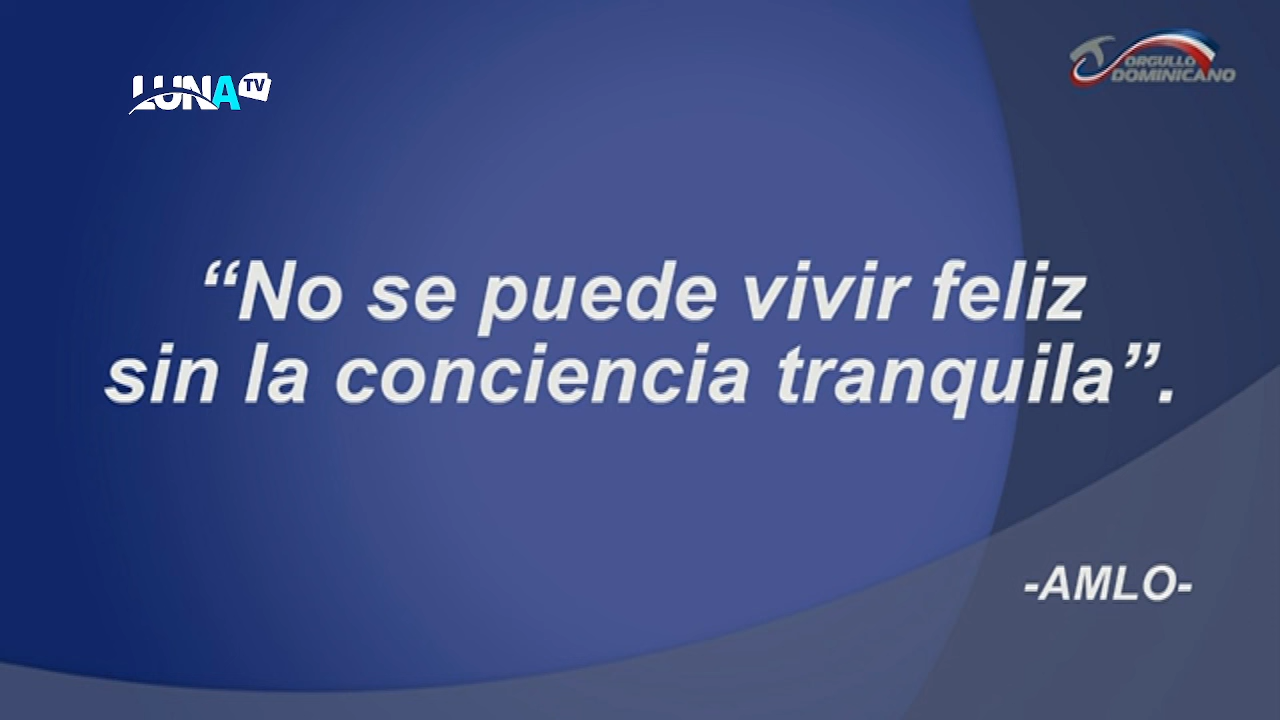 LUNA TV
ORGULLO
DOMINICANO
“No se puede vivir feliz
sin la conciencia tranquila”.
-AMLO-